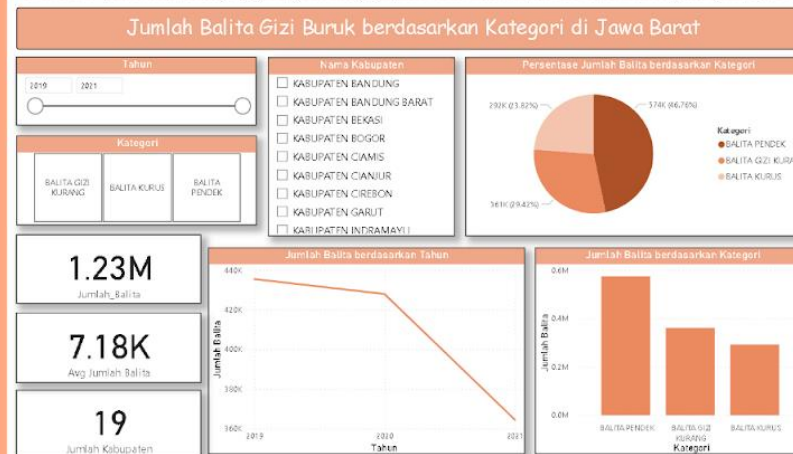 Jumlah Balita Gizi Buruk berdasarkan Kategori di Jawa Barat
Tahun
2019 2021
Kategori
BALITA GIZI
KURANG
BALITA KURUS
BALITA
PENDEK
Nama Kabupaten
KABUPATEN BANDUNG
KABUPATEN BANDUNG BARAT
KABUPATEN BEKASI
KABUPATEN BOGOR
KABUPATEN CIAMIS
KABUPATEN CIANJUR
KABUPATEN CIREBON
KABUPATEN GARUT
KABUPATEN INDRAMAYU
Persentase Jumlah Balita berdasarkan Kategori
292K (23.82%)
574K (46.76%)
361K (29.42%)
Kategori
BALITA PENDEK
BALITA GIZI KURA
BALITA KURUS
1.23M
Jumlah_Balita
7.18K
Avg Jumlah Balita
19
Jumlah Kabupaten
Jumlah Balita berdasarkan Tahun
Jumlah Balita
440K
420K
400K
380K
360K
2019
2020
2021
Tahun
Jumlah Balita berdasarkan Kategori
Jumlah Balita
0.6M
0.4M
0.2M
0.0M
BALITA PENDEK
BALITA GIZI
KURANG
BALITA KURUS
Kategori